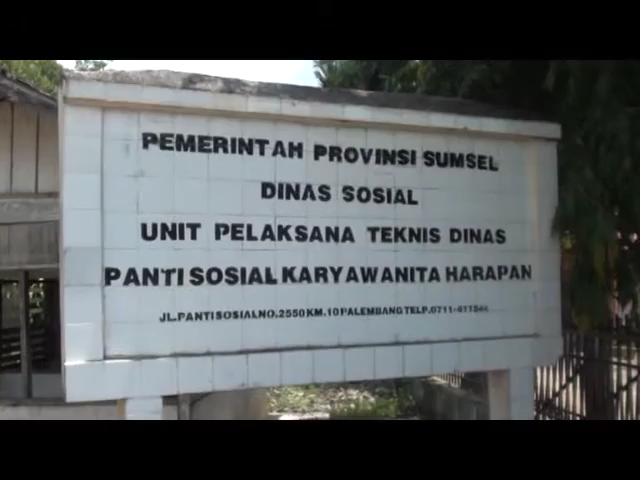 PEMERINTAH PROVINSI SUMSEL
DINAS SOSIAL
UNIT PELAKSANA TEKNIS DINAS
PANTI SOSIAL KARYAWANITA HARAPAN
JL.PANTI SOSIAL NO.2550 KM.10 PALEMBANG TELP.